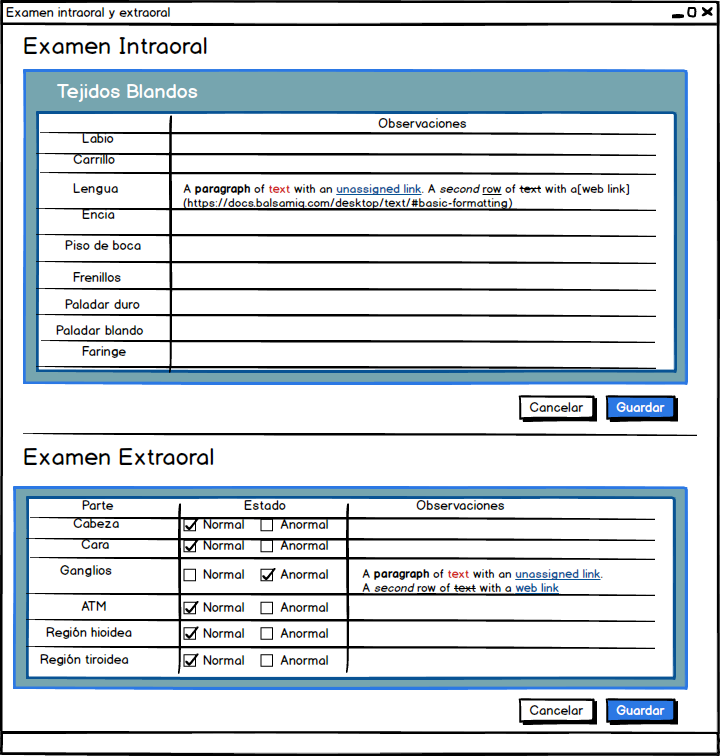 Examen intraoral y extraoral
Examen Intraoral
Tejidos Blandos
Observaciones
Labio
Carrillo
Lengua
A paragraph of text with an unassigned link. A second row of text with a[web link]
(https://docs.balsamiq.com/desktop/text/#basic-formatting)
Encia
Piso de boca
Frenillos
Paladar duro
Paladar blando
Faringe
Cancelar Guardar
Examen Extraoral
Parte Estado Observaciones
Cabeza Normal Anormal
Cara Normal Anormal
Ganglios Normal Anormal
A paragraph of text with an unassigned link.
A second row of text with a web link
ATM Normal Anormal
Región hioidea Normal Anormal
Región tiroidea Normal Anormal
Cancelar Guardar